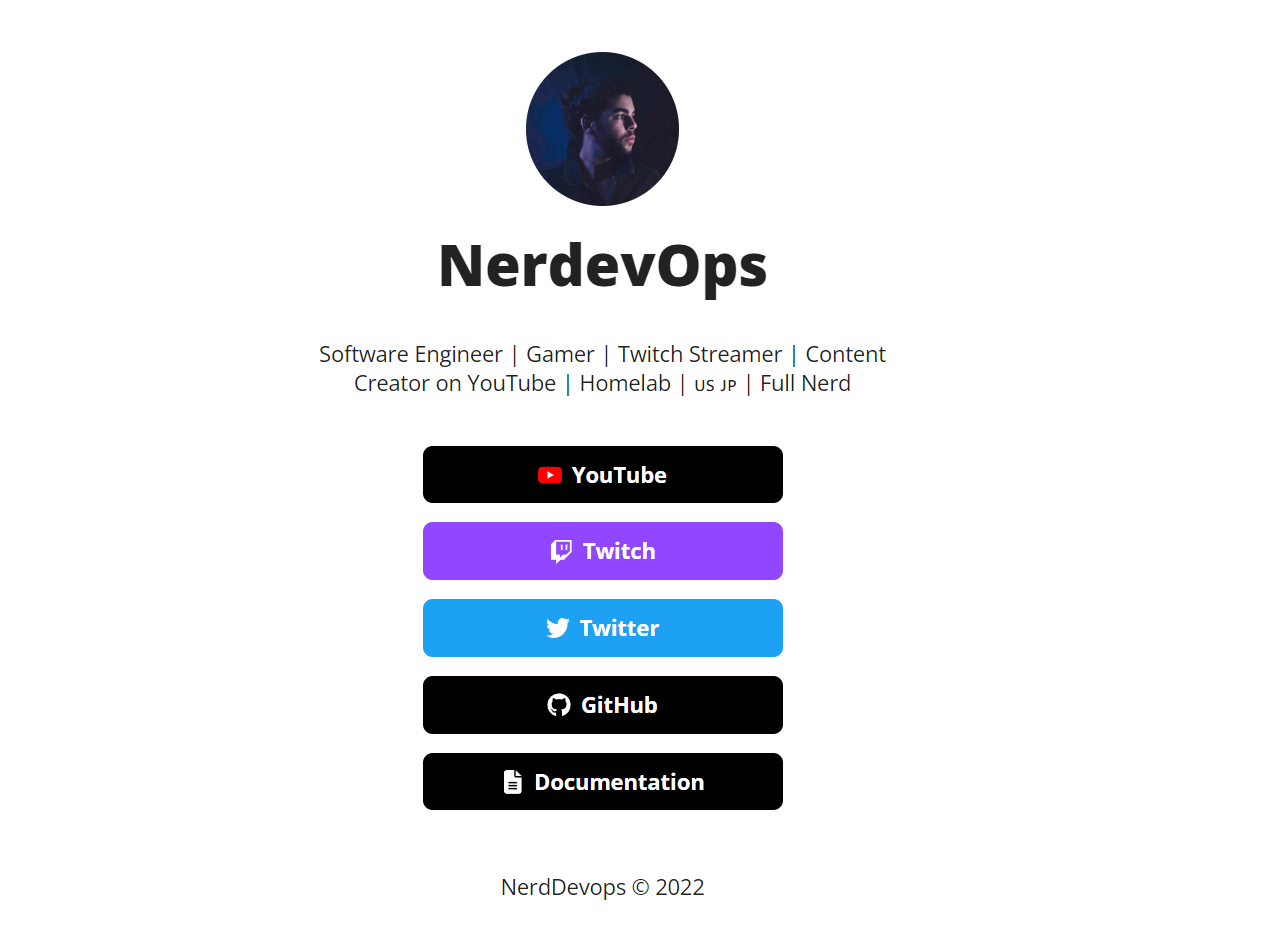 NerdevOps
Software Engineer | Gamer | Twitch Streamer | Content
Creator on YouTube | Homelab | US JP | Full Nerd
YouTube
Twitch
Twitter
GitHub
Documentation
NerdDevops © 2022